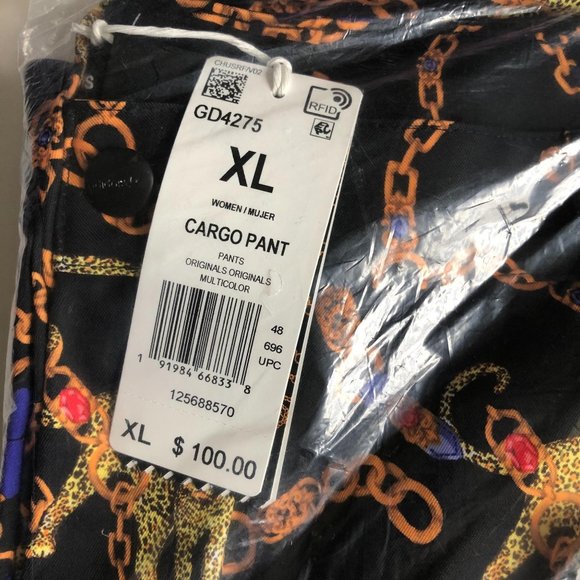 CHUSRFIV02
RFID
GD4275
XL
WOMEN / MUJER
CARGO PANT
PANTS
ORIGINALS ORIGINALS
MULTICOLOR
48
696
UPC
1 91984 66833 8
125688570
XL $ 100.00